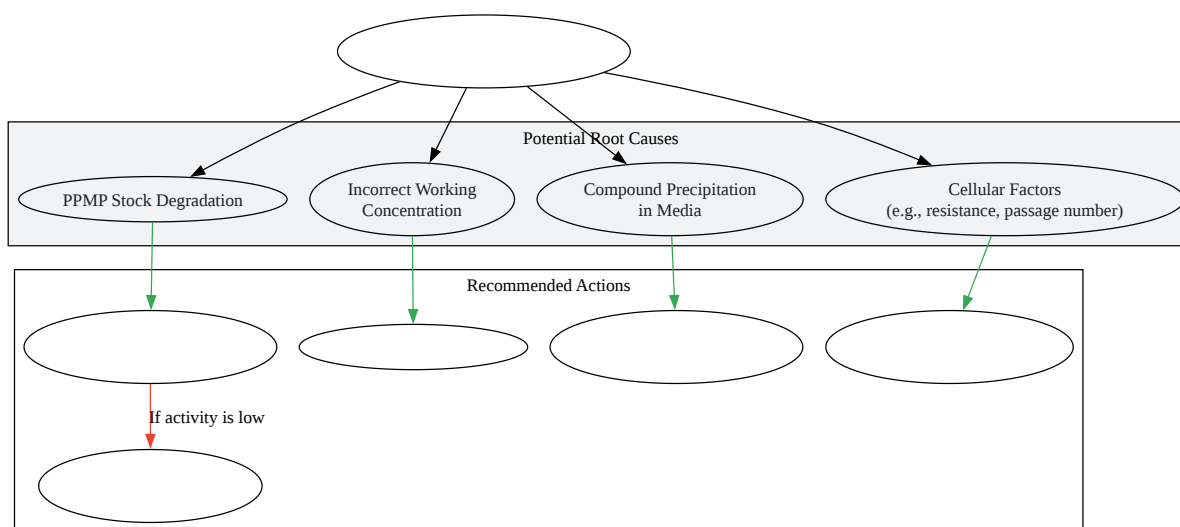 Potential Root Causes
PPMP Stock Degradation
Incorrect Working
Concentration
Compound Precipitation
in Media
Cellular Factors
(e.g., resistance, passage number)
Recommended Actions
If activity is low